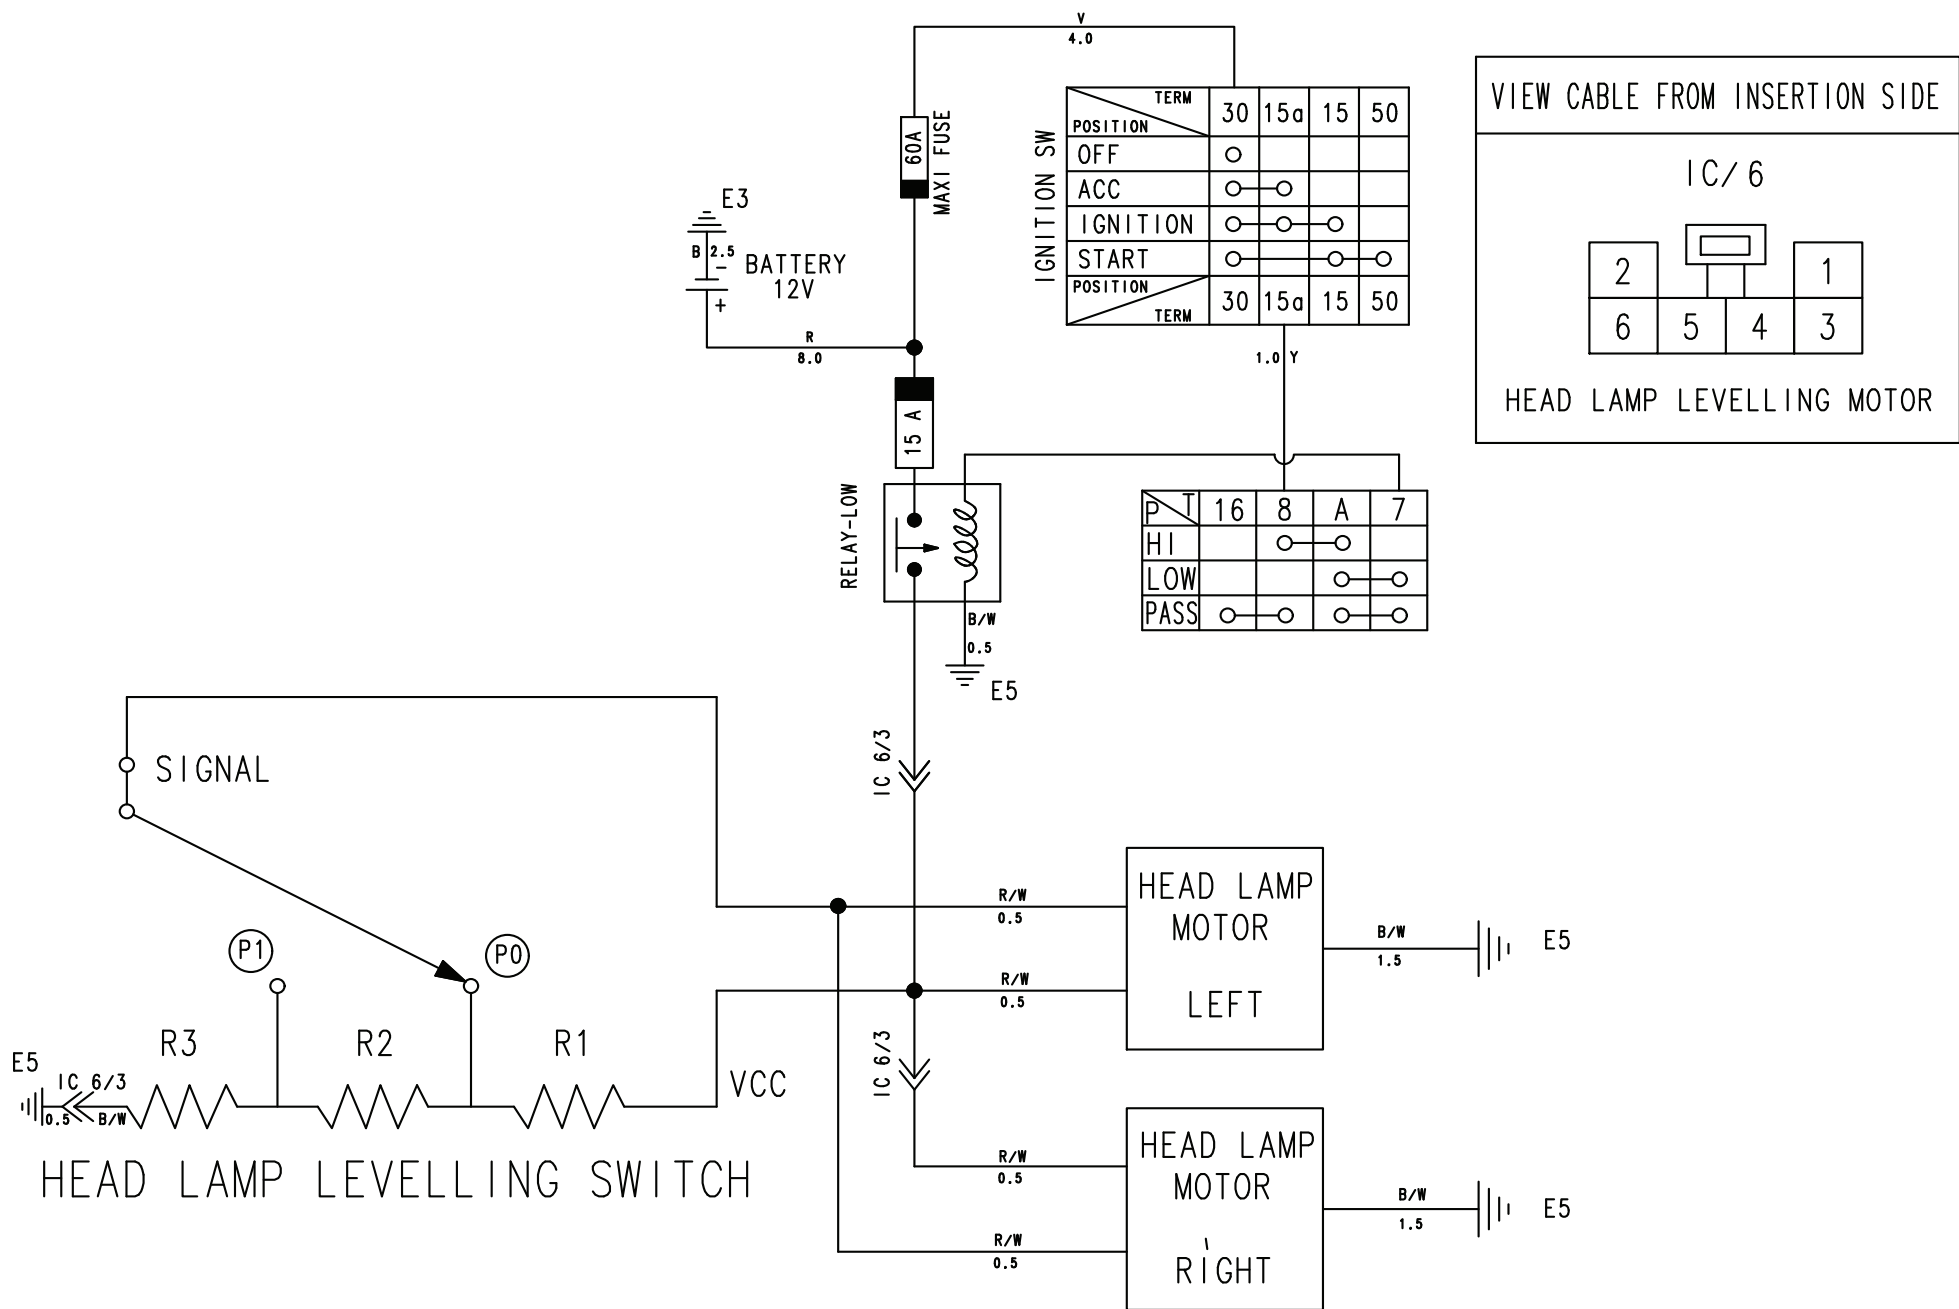 V
4.0
60A
MAXI FUSE
IGNITION SW
TERM
POSITION
30 15a 15 50
OFF
ACC
IGNITION
START
POSITION
TERM
30 15a 15 50
1.0 Y
VIEW CABLE FROM INSERTION SIDE
IC/6
2 1
6 5 4 3
HEAD LAMP LEVELLING MOTOR
E3
B 2.5
-
+
BATTERY
12V
R
8.0
15 A
RELAY-LOW
B/W
0.5
E5
P T 16 8 A 7
HI
LOW
PASS
SIGNAL
IC 6/3
P1
P0
R3 R2 R1
E5
IC 6/3
0.5 B/W
VCC
HEAD LAMP LEVELLING SWITCH
R/W
0.5
R/W
0.5
IC 6/3
HEAD LAMP
MOTOR
LEFT
B/W
1.5
E5
R/W
0.5
R/W
0.5
HEAD LAMP
MOTOR
RIGHT
B/W
1.5
E5